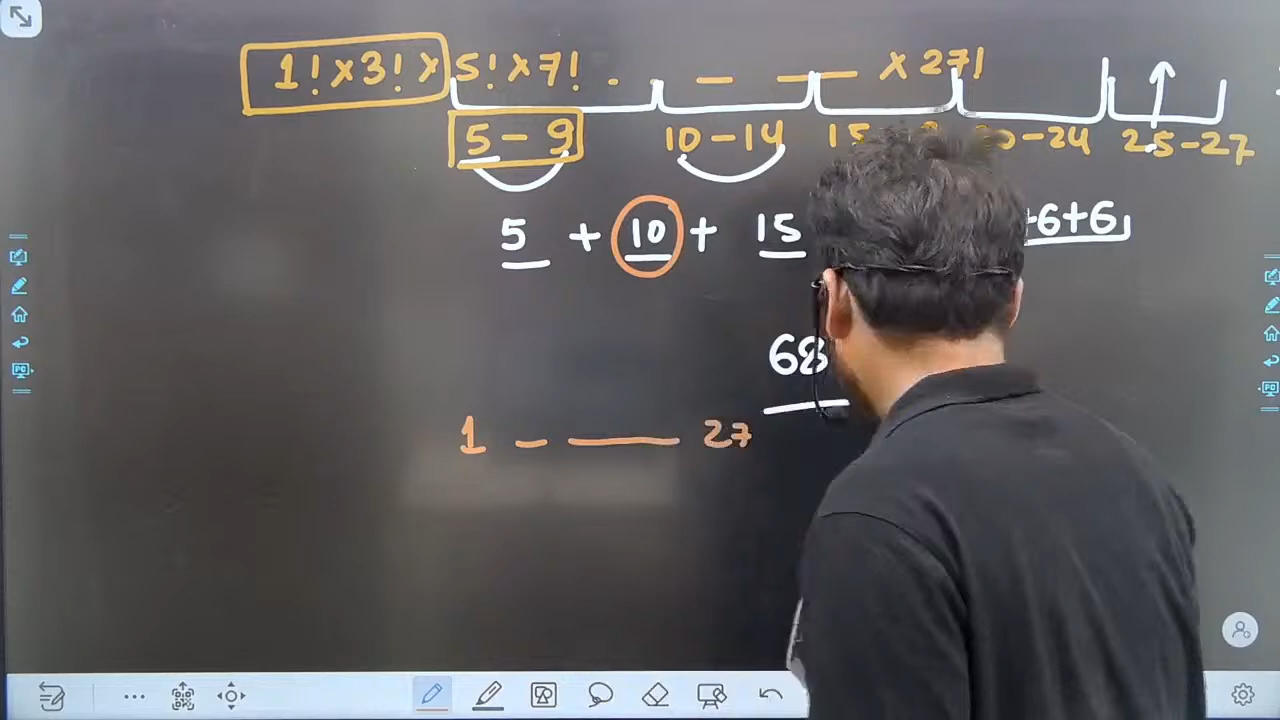 1! × 3! × 5! × 7! . _ _ _ × 27!
5 - 9 10 - 14 15 - 24 25 - 27
5 + 10 + 15 +6+6
68
1 _ _ 27